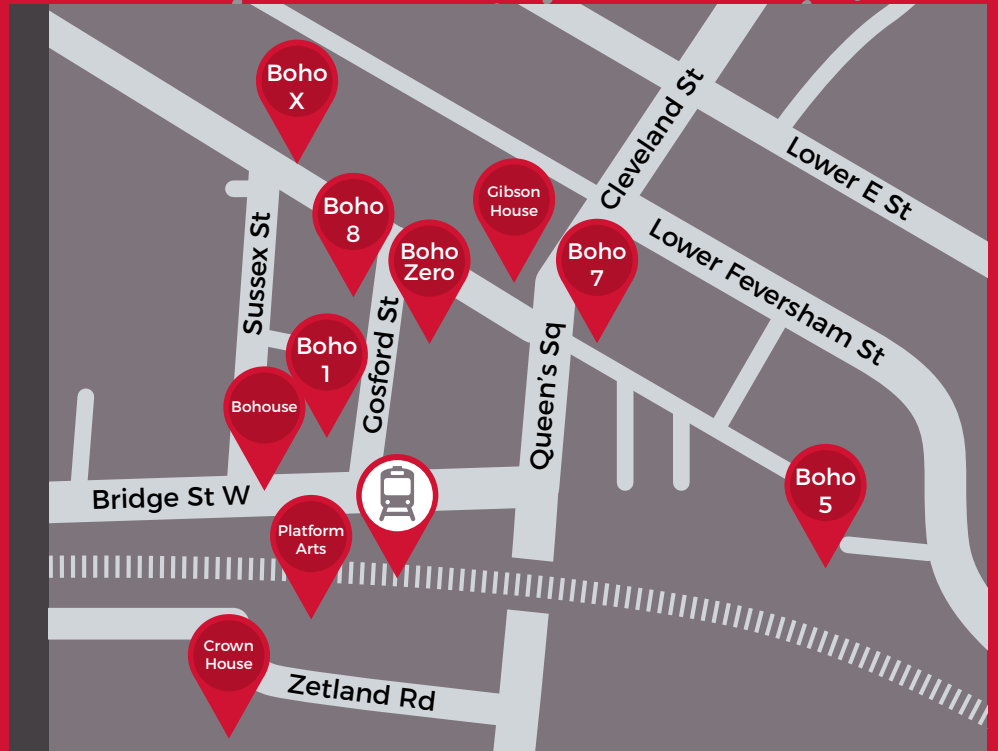 Boho
X
Boho
8
Boho
Zero
Gibson
House
Boho
7
Cleveland St
Lower E St
Lower Feversham St
Sussex St
Gosford St
Queen's Sq
Boho
1
Bohouse
Bridge St W
Boho
5
Platform
Arts
Crown
House
Zetland Rd